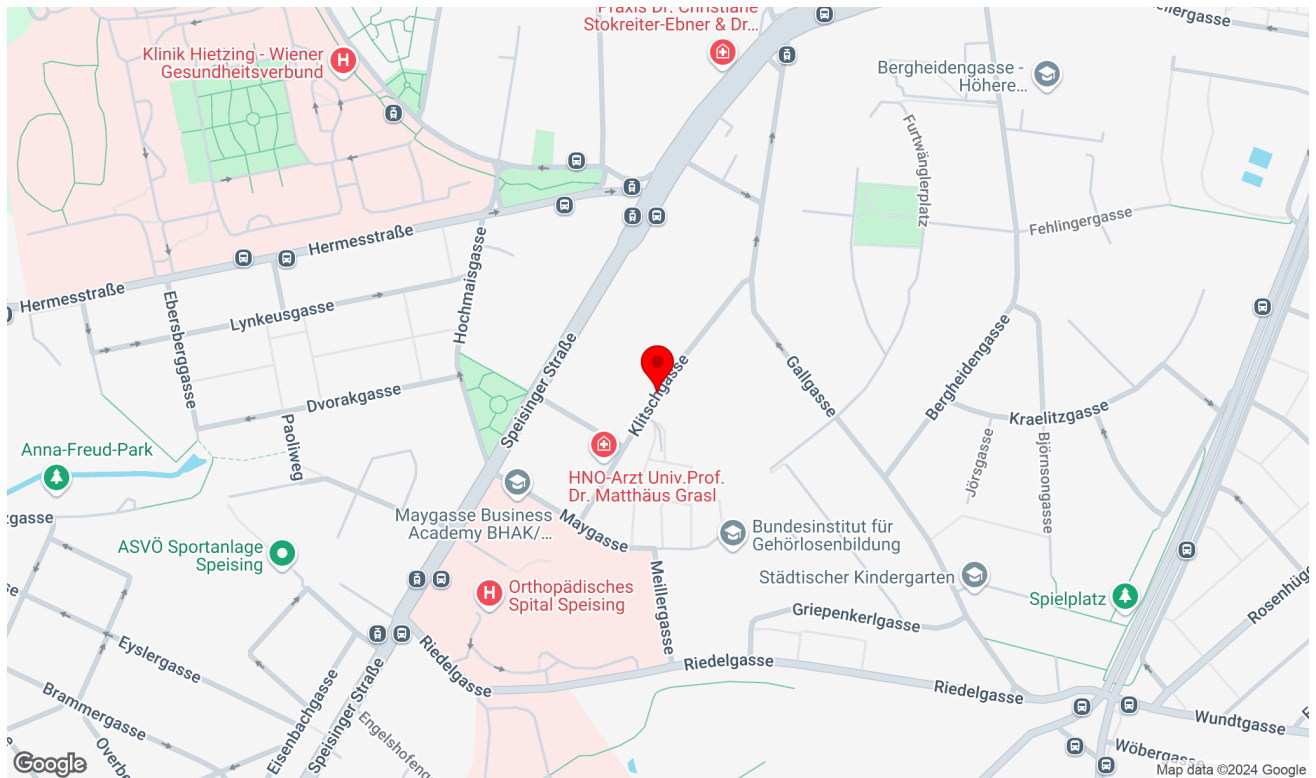 Praxis Dr. Christiane
Stokreiter-Ebner & Dr...
Klinik Hietzing - Wiener
Gesundheitsverbund
Bergheidengasse -
Höhere...
Furtwänglerplatz
Fehlingergasse
Hermesstraße
Hermesstraße
Hochmaisgasse
Ebersberggasse
Lynkeusgasse
Speisinger Straße
Klitschgasse
Gallgasse
Bergheidengasse
Dvorakgasse
Paoliweg
Kraelitzgasse
Jörsgasse
Björnsongasse
Anna-Freud-Park
HNO-Arzt Univ.Prof.
Dr. Matthäus Grasl
Maygasse Business
Academy BHAK/...
Maygasse
Bundesinstitut für
Gehörlosenbildung
ASVÖ Sportanlage
Speising
Städtischer Kindergarten
Orthopädisches
Spital Speising
Meillergasse
Spielplatz
Griepenkerlgasse
Eyslergasse
Riedelgasse
Riedelgasse
Riedelgasse
Brammergasse
Eisenbachgasse
Speisinger Straße
Wundtgasse
Wöbergasse
Google
Map data ©2024 Google